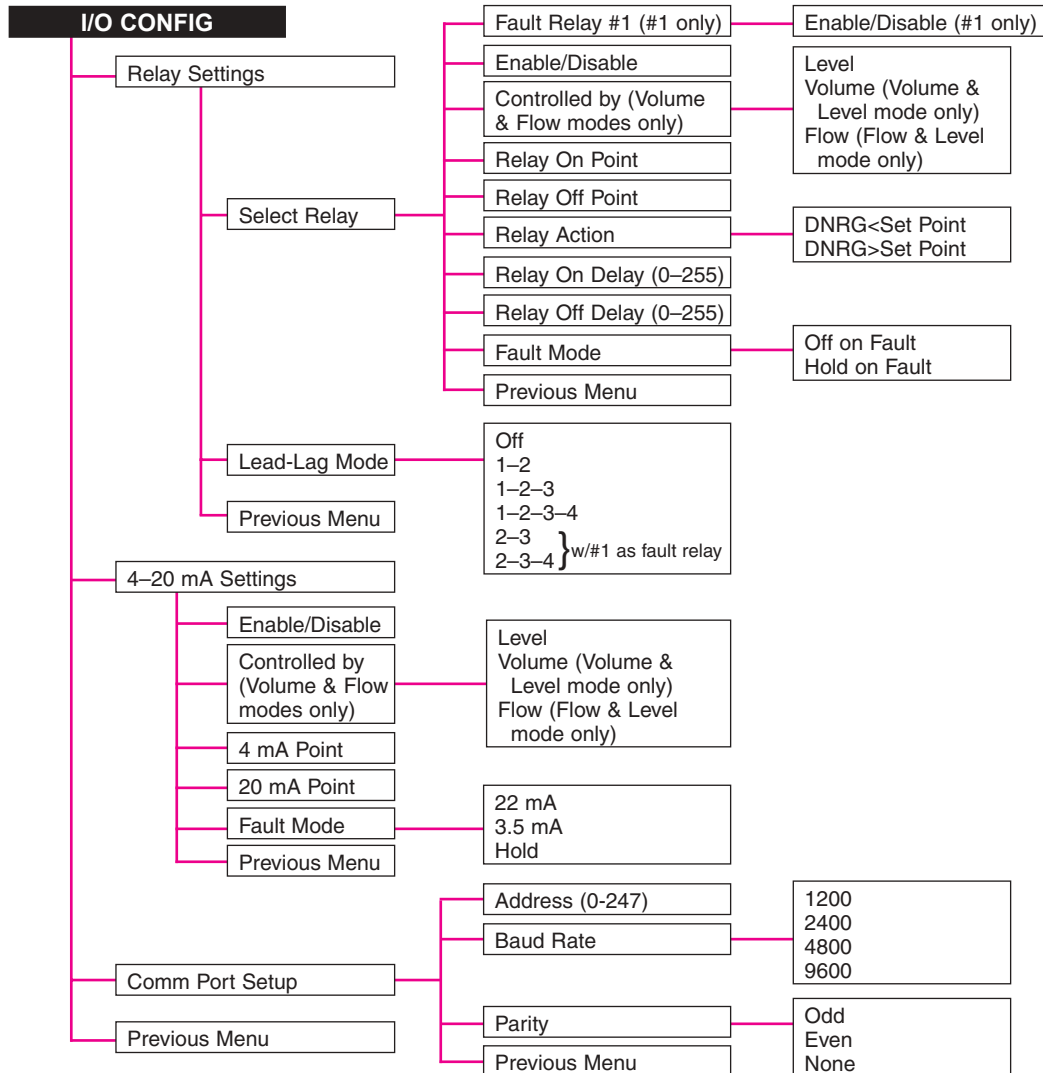 I/O CONFIG
Relay Settings
Select Relay
Fault Relay #1 (#1 only)
Enable/Disable (#1 only)
Enable/Disable
Controlled by (Volume
& Flow modes only)
Level
Volume (Volume &
Level mode only)
Flow (Flow & Level
mode only)
Relay On Point
Relay Off Point
Relay Action
DNRG<Set Point
DNRG>Set Point
Relay On Delay (0–255)
Relay Off Delay (0–255)
Fault Mode
Off on Fault
Hold on Fault
Previous Menu
Lead-Lag Mode
Off
1–2
1–2–3
1–2–3–4
2–3
2–3–4
}w/#1 as fault relay
Previous Menu
4–20 mA Settings
Enable/Disable
Controlled by
(Volume & Flow
modes only)
Level
Volume (Volume &
Level mode only)
Flow (Flow & Level
mode only)
4 mA Point
20 mA Point
Fault Mode
22 mA
3.5 mA
Hold
Previous Menu
Comm Port Setup
Address (0-247)
Baud Rate
1200
2400
4800
9600
Parity
Odd
Even
None
Previous Menu
Previous Menu